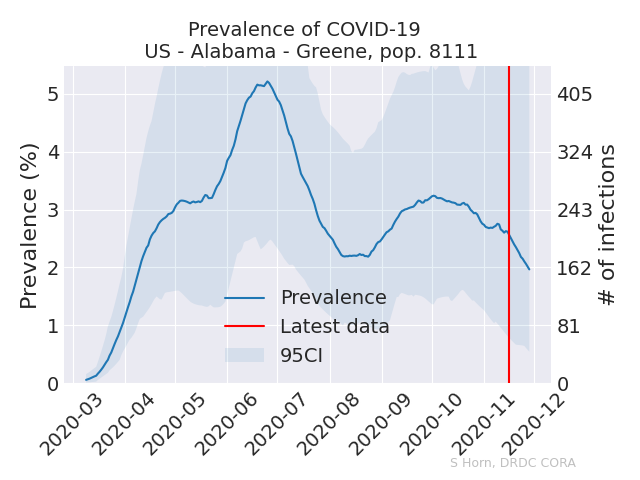 Prevalence of COVID-19
US - Alabama - Greene, pop. 8111
Prevalence (%)
5
4
3
2
1
0
405
324
243
162
81
0
# of infections
Prevalence
Latest data
95CI
2020-03
2020-04
2020-05
2020-06
2020-07
2020-08
2020-09
2020-10
2020-11
2020-12
S Horn, DRDC CORA